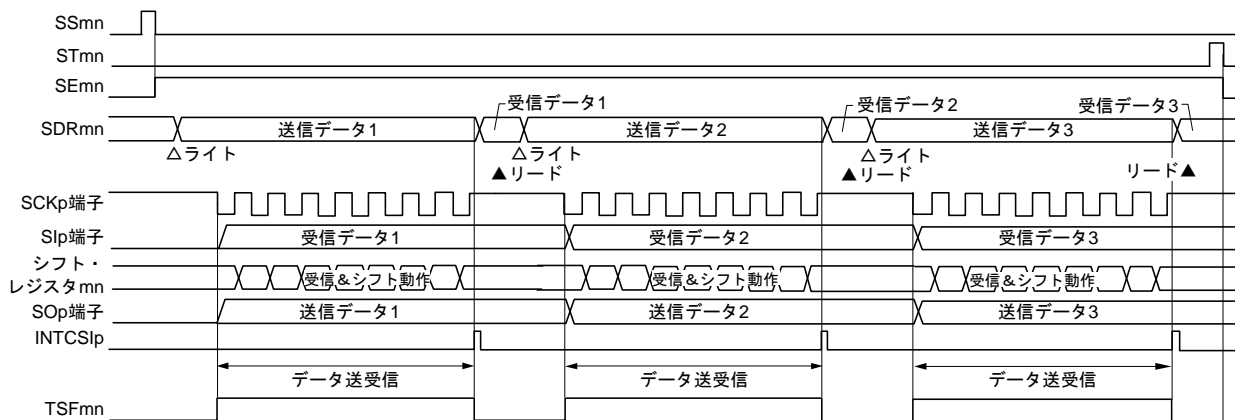 SSmn
STmn
SEmn
受信データ1
受信データ2
受信データ3
SDRmn
送信データ1
送信データ2
送信データ3
△ライト
△ライト
△ライト
▲リード
▲リード
リード▲
SCKp端子
SIp端子
受信データ1
受信データ2
受信データ3
シフト・
レジスタmn
受信&シフト動作
受信&シフト動作
受信&シフト動作
SOp端子
送信データ1
送信データ2
送信データ3
INTCSIp
データ送受信
データ送受信
データ送受信
TSFmn